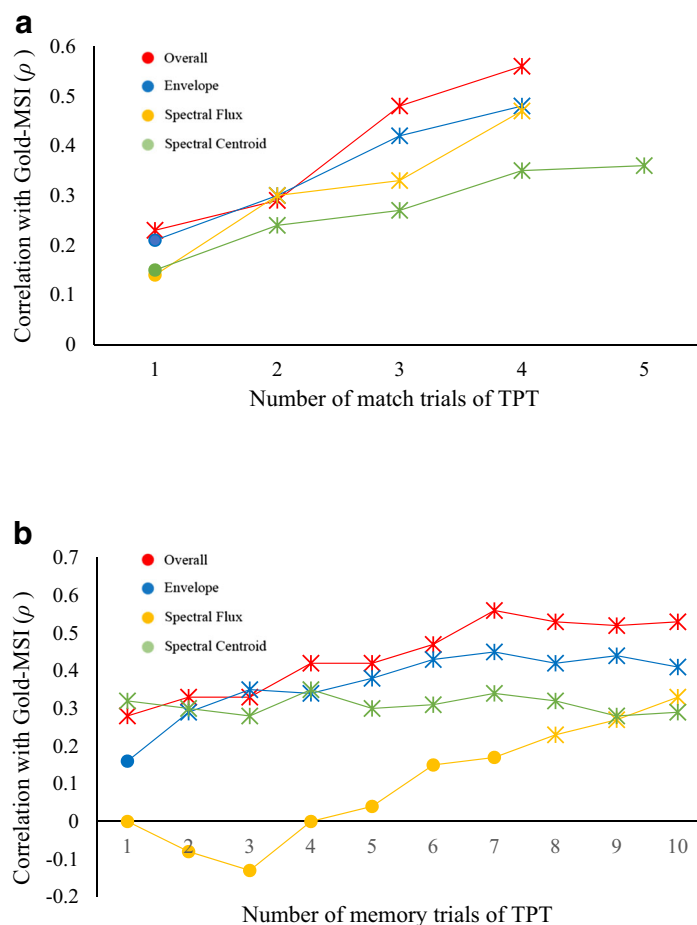 a
0.6
0.5
0.4
0.3
0.2
0.1
0
Correlation with Gold-MSI (ρ)
Overall
Envelope
Spectral Flux
Spectral Centroid
1 2 3 4 5
Number of match trials of TPT
b
0.7
0.6
0.5
0.4
0.3
0.2
0.1
0
-0.1
-0.2
Correlation with Gold-MSI (ρ)
Overall
Envelope
Spectral Flux
Spectral Centroid
1 2 3 4 5 6 7 8 9 10
Number of memory trials of TPT